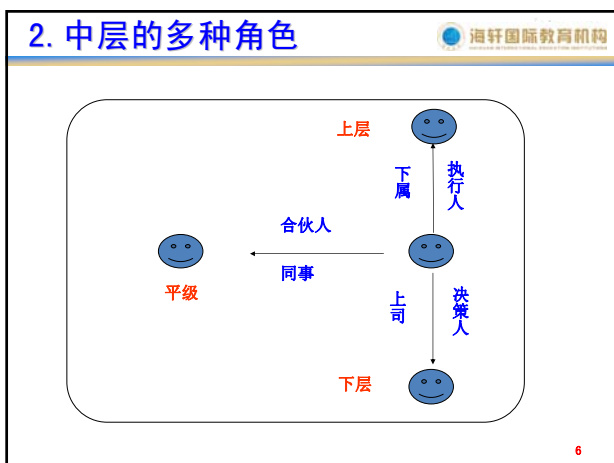 2. 中层的多种角色
海轩国际教育机构
上层
下属
执行人
合伙人
同事
平级
上司
决策人
下层
6